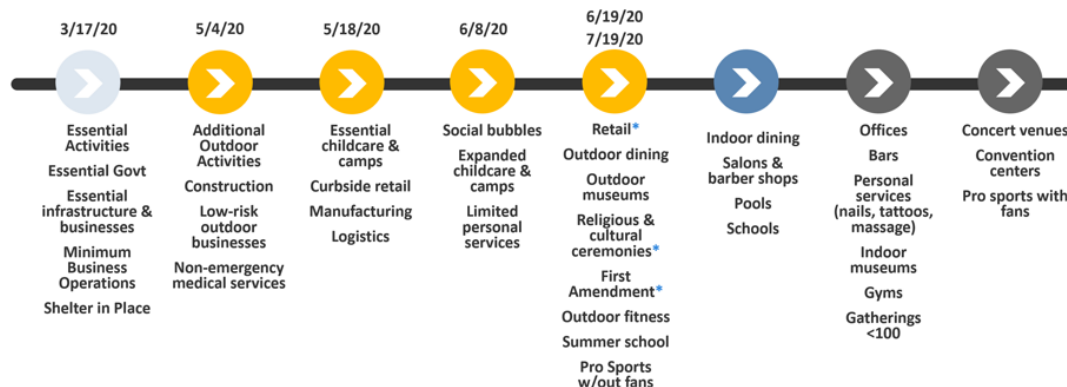 3/17/20
Essential
Activities
Essential Govt
Essential
infrastructure &
businesses
Minimum
Business
Operations
Shelter in Place
5/4/20
Additional
Outdoor
Activities
Construction
Low-risk
outdoor
businesses
Non-emergency
medical services
5/18/20
Essential
childcare &
camps
Curbside retail
Manufacturing
Logistics
6/8/20
Social bubbles
Expanded
childcare &
camps
Limited
personal
services
6/19/20
7/19/20
Retail*
Outdoor dining
Outdoor
museums
Religious &
cultural
ceremonies*
First
Amendment*
Outdoor fitness
Summer school
Pro Sports
w/out fans
Indoor dining
Salons &
barber shops
Pools
Schools
Offices
Bars
Personal
services
(nails, tattoos,
massage)
Indoor
museums
Gyms
Gatherings
<100
Concert venues
Convention
centers
Pro sports with
fans